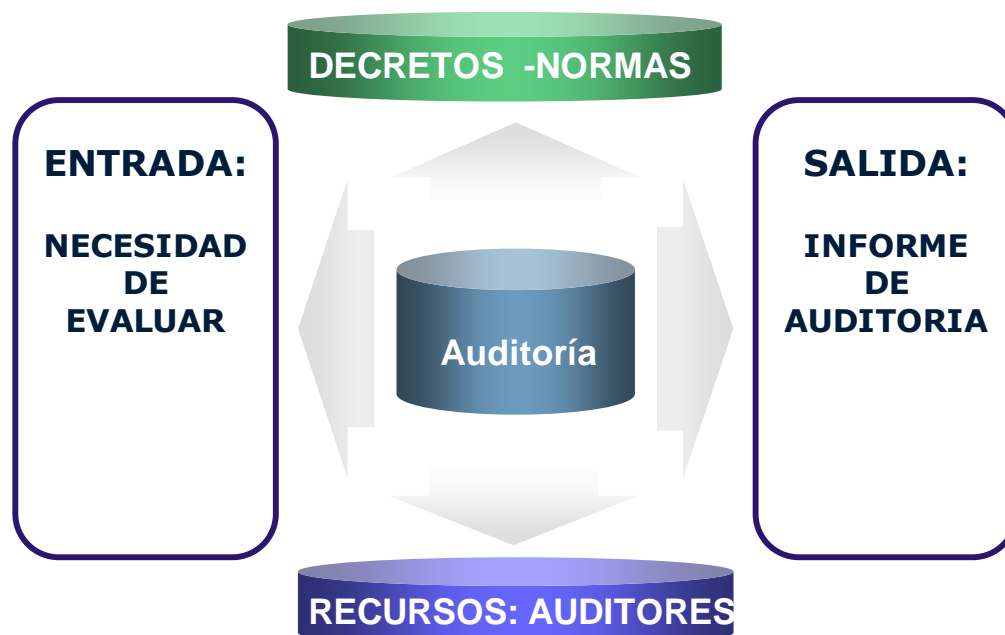 DECRETOS -NORMAS
ENTRADA:
NECESIDAD
DE
EVALUAR
Auditoría
SALIDA:
INFORME
DE
AUDITORIA
RECURSOS: AUDITORES